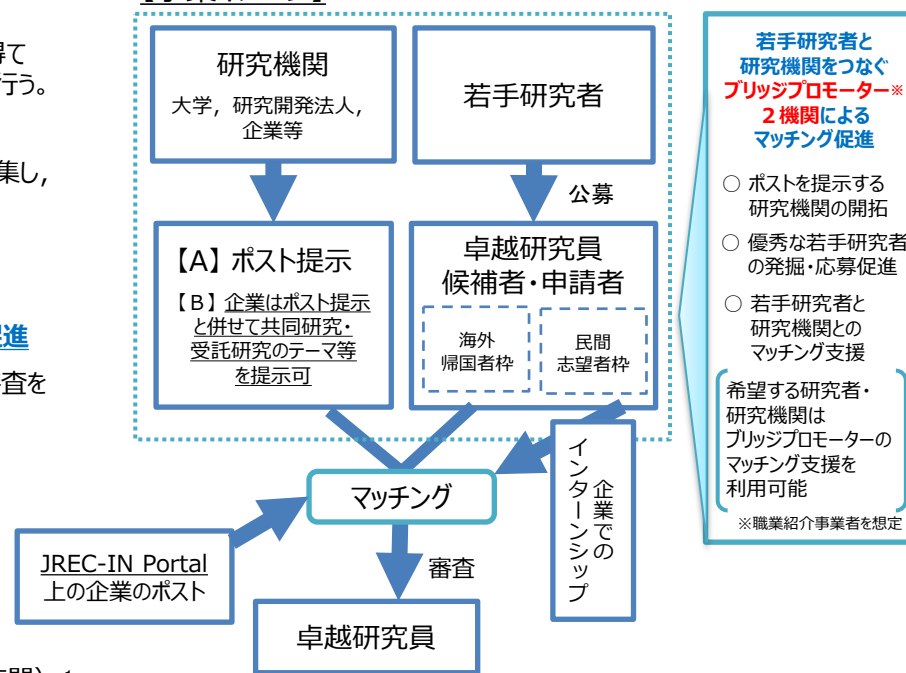 得て
行う。
集し,
促進
審査を
研究機関
大学，研究開発法人，
企業等
【A】ポスト提示
【B】企業はポスト提示
と併せて共同研究・
受託研究のテーマ等
を提示可
若手研究者
公募
卓越研究員
候補者・申請者
海外
帰国者枠
民間
志望者枠
マッチング
企業での
インターンシップ
JREC-IN Portal
上の企業のポスト
審査
卓越研究員
若手研究者と
研究機関をつなぐ
ブリッジプロモーター※
２機関による
マッチング促進
○ ポストを提示する
研究機関の開拓
○ 優秀な若手研究者
の発掘・応募促進
○ 若手研究者と
研究機関との
マッチング支援
希望する研究者・
研究機関は
ブリッジプロモーターの
マッチング支援を
利用可能
※職業紹介事業者を想定